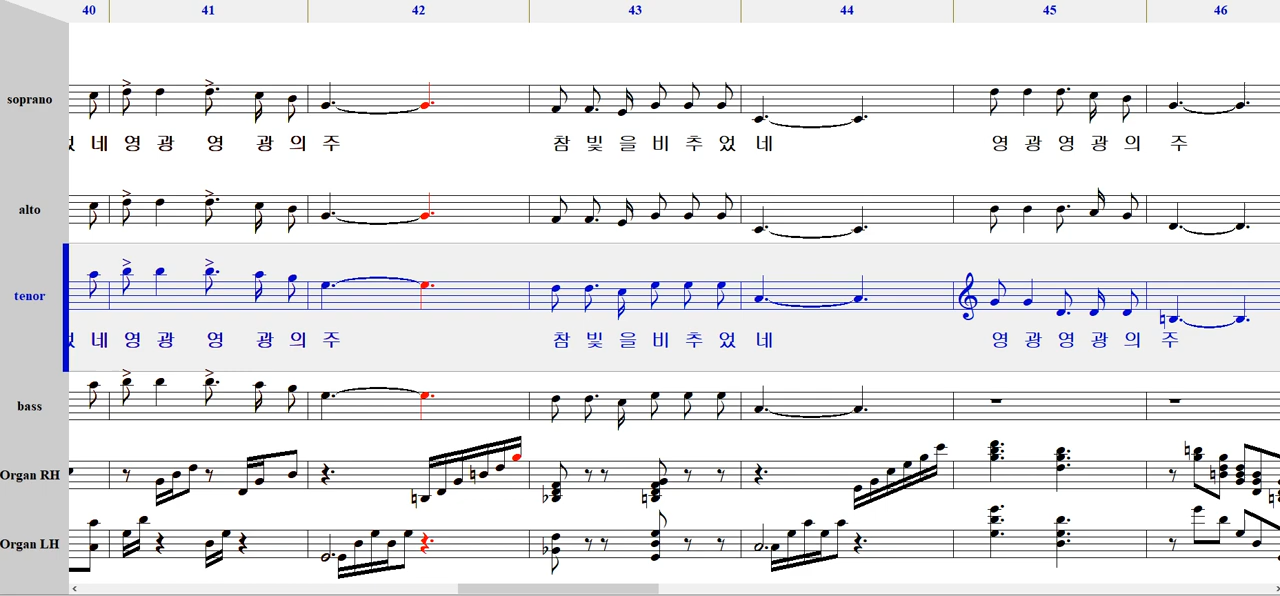 40 41 42 43 44 45 46
soprano
네 영 광 영 광 의 주 참 빛 을 비 추 었 네 영 광 영 광 의 주
alto
tenor
네 영 광 영 광 의 주 참 빛 을 비 추 었 네 영 광 영 광 의 주
bass
Organ RH
Organ LH